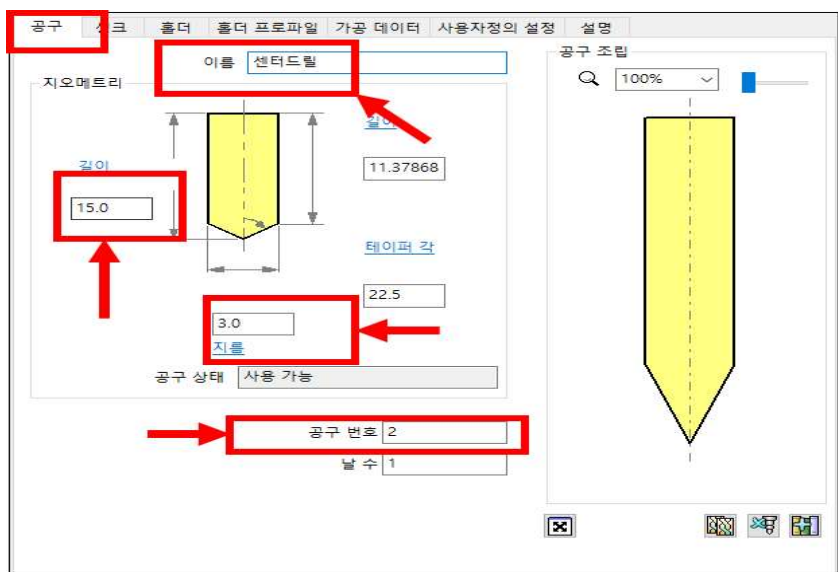 공구 생크 홀더 홀더 프로파일 가공 데이터 사용자정의 설정 설명
이름 센터드릴
공구 조립
100%
지오메트리
길이
길이
11.37868
15.0
테이퍼 각
22.5
3.0
지름
공구 상태 사용 가능
공구 번호 2
날 수 1